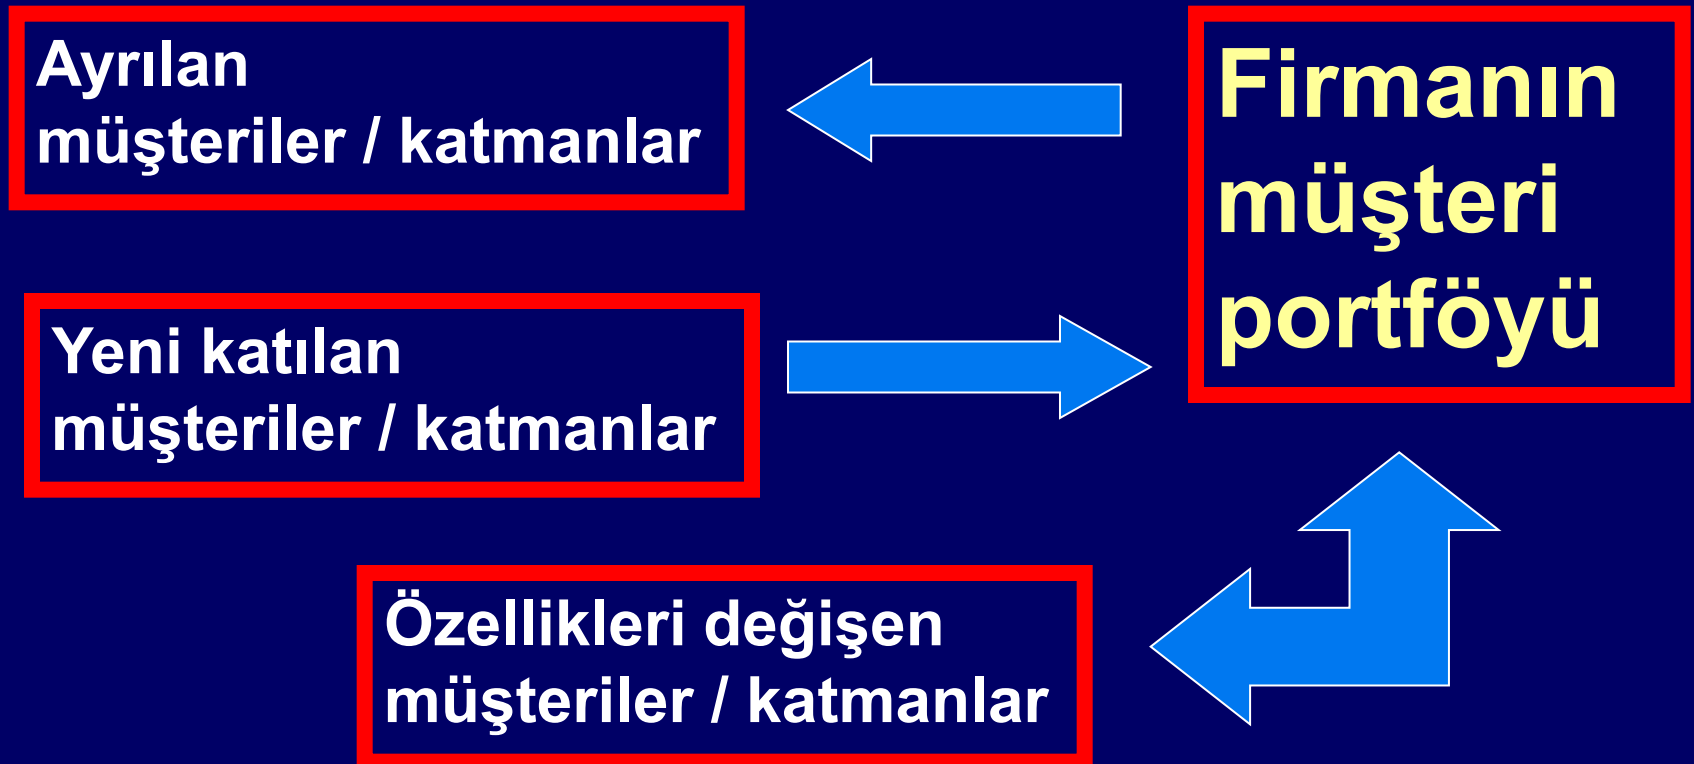 Ayrılan
müşteriler / katmanlar
Firmanın
müşteri
portföyü
Yeni katılan
müşteriler / katmanlar
Özellikleri değişen
müşteriler / katmanlar